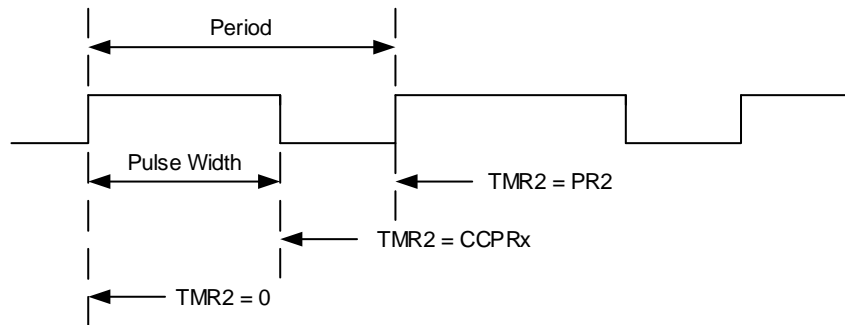 Period
Pulse Width
TMR2 = PR2
TMR2 = CCPRx
TMR2 = 0